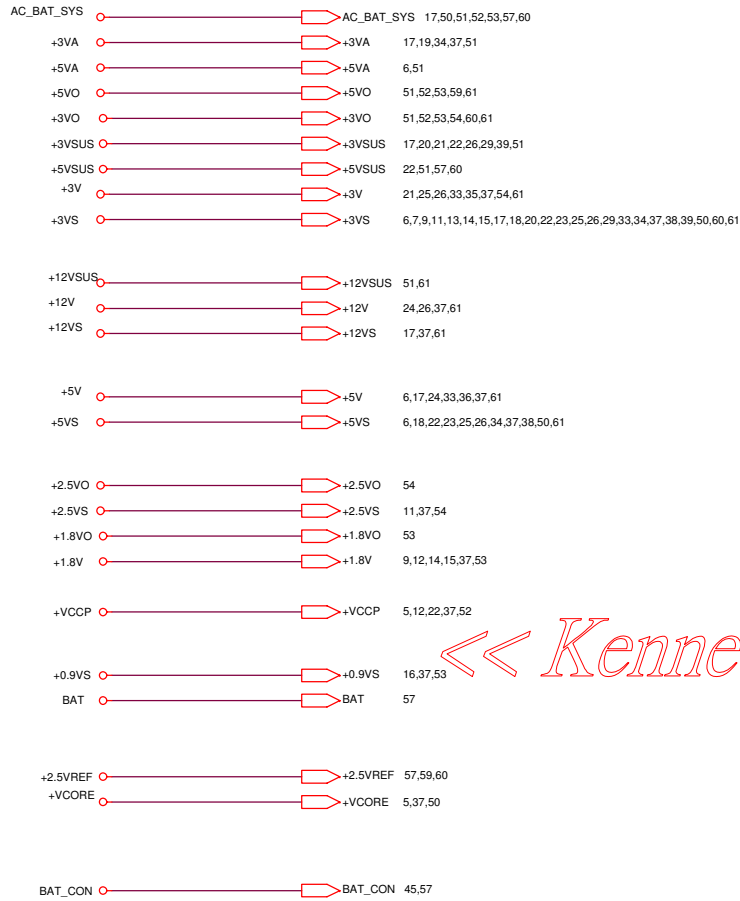 AC_BAT_SYS AC_BAT_SYS 17,50,51,52,53,57,60
+3VA +3VA 17,19,34,37,51
+5VA +5VA 6,51
+5VO +5VO 51,52,53,59,61
+3VO +3VO 51,52,53,54,60,61
+3VSUS +3VSUS 17,20,21,22,26,29,39,51
+5VSUS +5VSUS 22,51,57,60
+3V +3V 21,25,26,33,35,37,54,61
+3VS +3VS 6,7,9,11,13,14,15,17,18,20,22,23,25,26,29,33,34,37,38,39,50,60,61
+12VSUS +12VSUS 51,61
+12V +12V 24,26,37,61
+12VS +12VS 17,37,61
+5V +5V 6,17,24,33,36,37,61
+5VS +5VS 6,18,22,23,25,26,34,37,38,50,61
+2.5VO +2.5VO 54
+2.5VS +2.5VS 11,37,54
+1.8VO +1.8VO 53
+1.8V +1.8V 9,12,14,15,37,53
+VCCP +VCCP 5,12,22,37,52
<< Kenne
+0.9VS +0.9VS 16,37,53
BAT BAT 57
+2.5VREF +2.5VREF 57,59,60
+VCORE +VCORE 5,37,50
BAT_CON BAT_CON 45,57